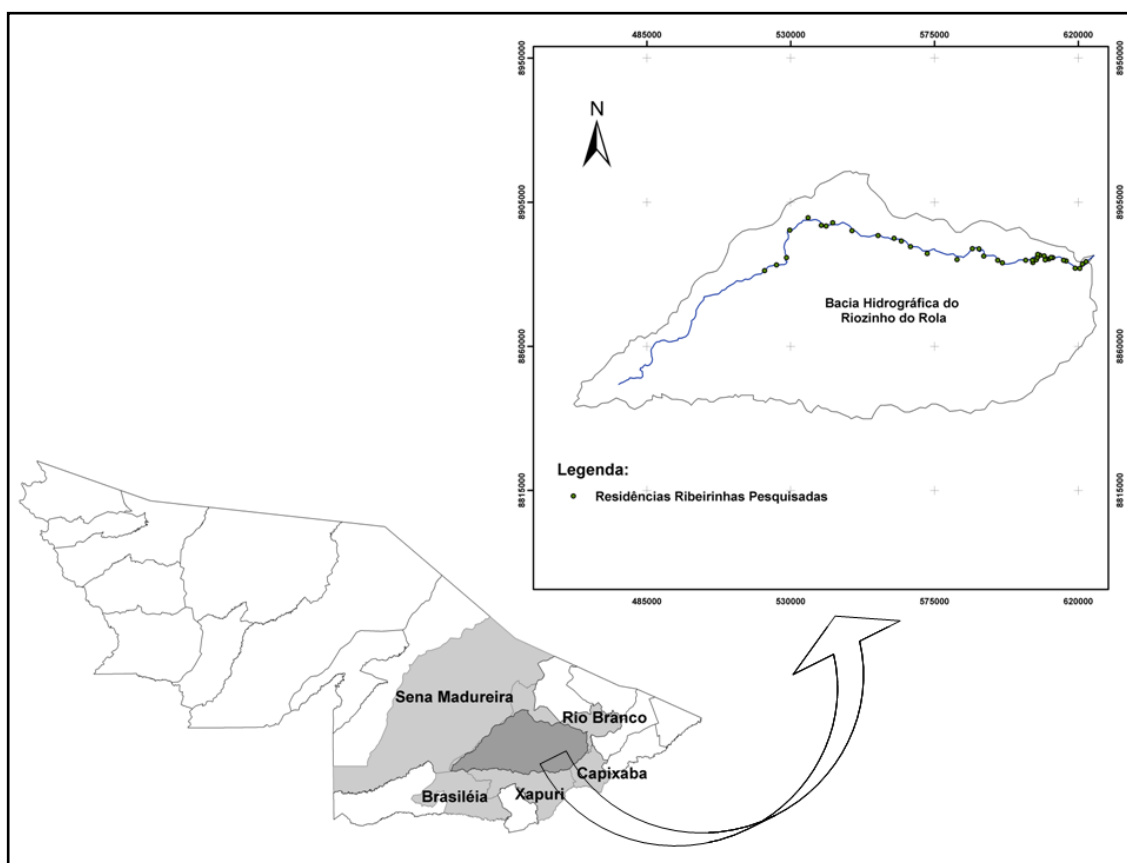 485000
530000
575000
620000
8950000
8950000
N
8905000
8905000
Bacia Hidrográfica do
Riozinho do Rola
8860000
8860000
Legenda:
Residências Ribeirinhas Pesquisadas
8815000
8815000
485000
530000
575000
620000
Sena Madureira
Rio Branco
Capixaba
Brasiléia
Xapuri